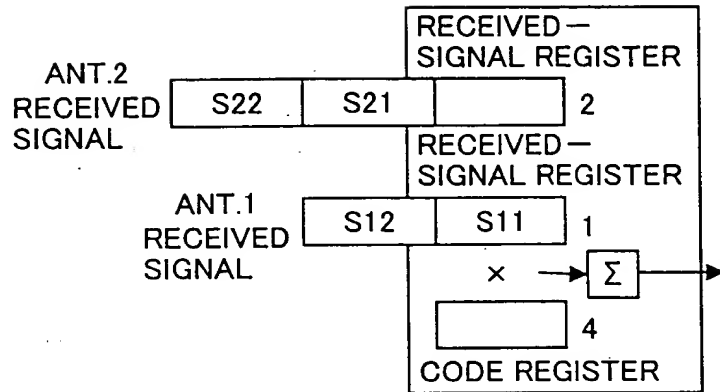 RECEIVED—
SIGNAL REGISTER
ANT.2
RECEIVED
SIGNAL
S22 S21 2
RECEIVED—
SIGNAL REGISTER
ANT.1
RECEIVED
SIGNAL
S12 S11 1
× Σ
4
CODE REGISTER